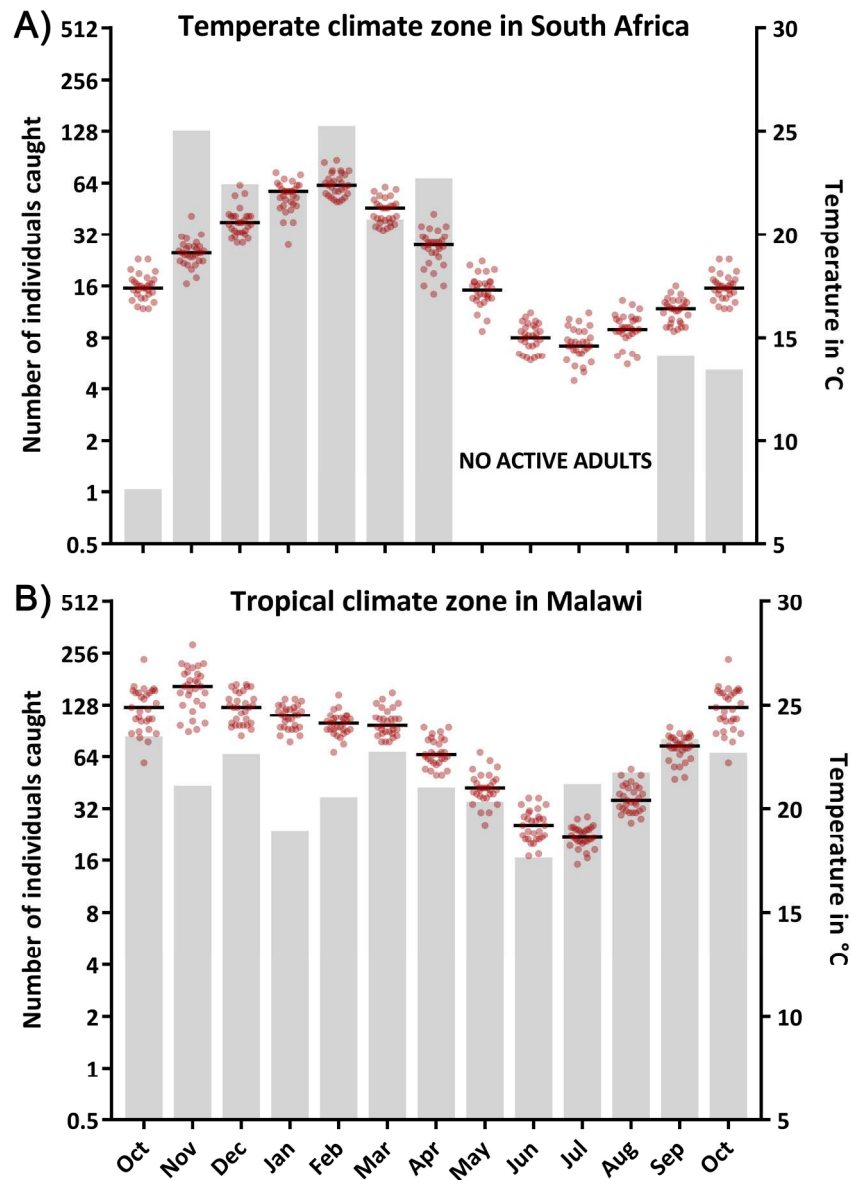 A)
Temperate climate zone in South Africa
Number of individuals caught
512
256
128
64
32
16
8
4
2
1
0.5
NO ACTIVE ADULTS
30
25
20
15
10
5
Temperature in °C
B)
Tropical climate zone in Malawi
Number of individuals caught
512
256
128
64
32
16
8
4
2
1
0.5
30
25
20
15
10
5
Temperature in °C
Oct
Nov
Dec
Jan
Feb
Mar
Apr
May
Jun
Jul
Aug
Sep
Oct